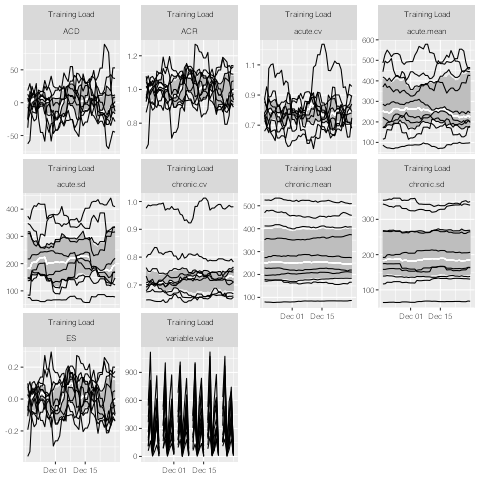 Training Load
Training Load
Training Load
Training Load
ACD
ACR
acute.cv
acute.mean
50
0
-50
1.2
1.0
0.8
1.1
0.9
0.7
600
500
400
300
200
100
Training Load
Training Load
Training Load
Training Load
acute.sd
chronic.cv
chronic.mean
chronic.sd
400
300
200
100
1.0
0.9
0.8
0.7
500
400
300
200
100
300
200
100
Dec 01
Dec 15
Dec 01
Dec 15
Training Load
Training Load
ES
variable.value
0.2
0.0
-0.2
900
600
300
0
Dec 01
Dec 15
Dec 01
Dec 15